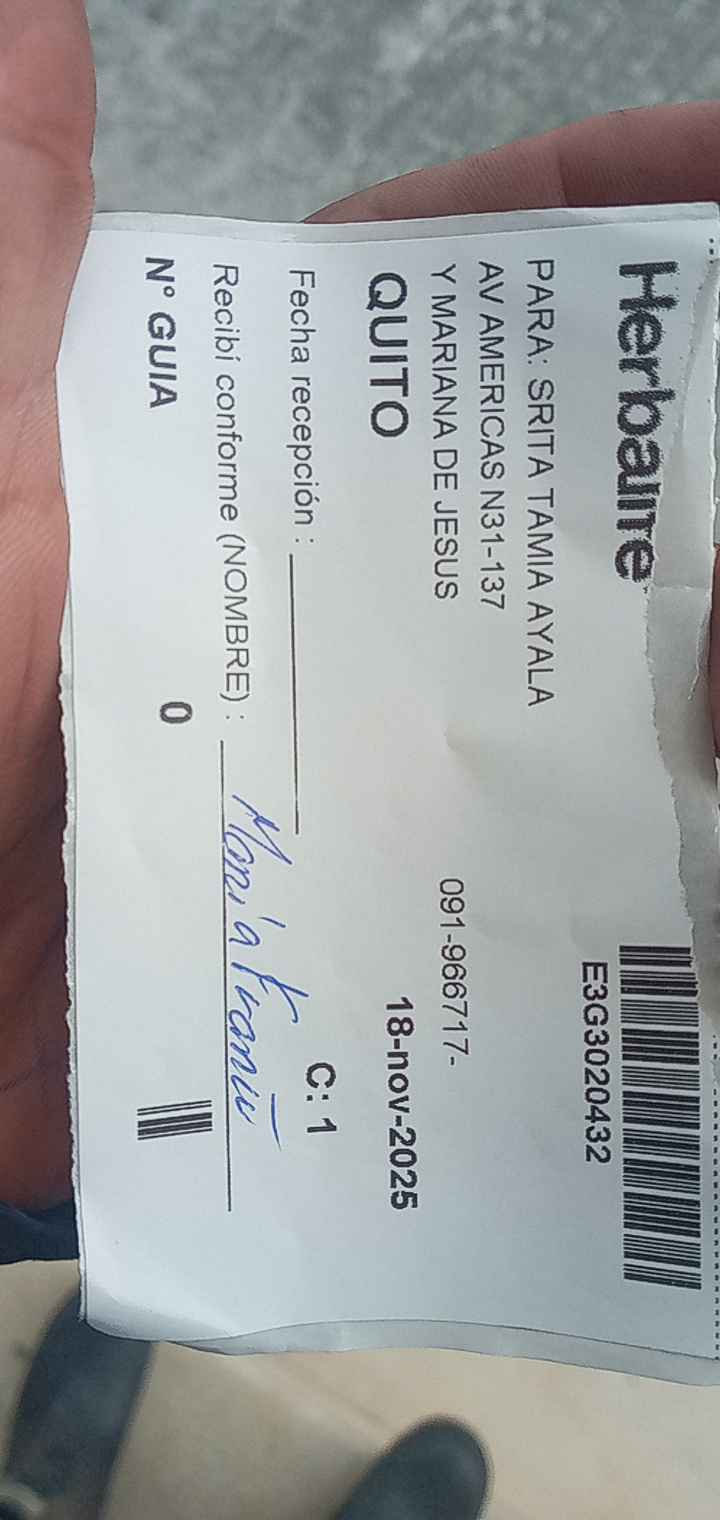 Herbalife
E3G3020432
PARA: SRITA TAMIA AYALA
AV AMERICAS N31-137
Y MARIANA DE JESUS
091-966717-
QUITO
18-nov-2025
Fecha recepción :
C: 1
Recibí conforme (NOMBRE) : Maria
N° GUIA
0